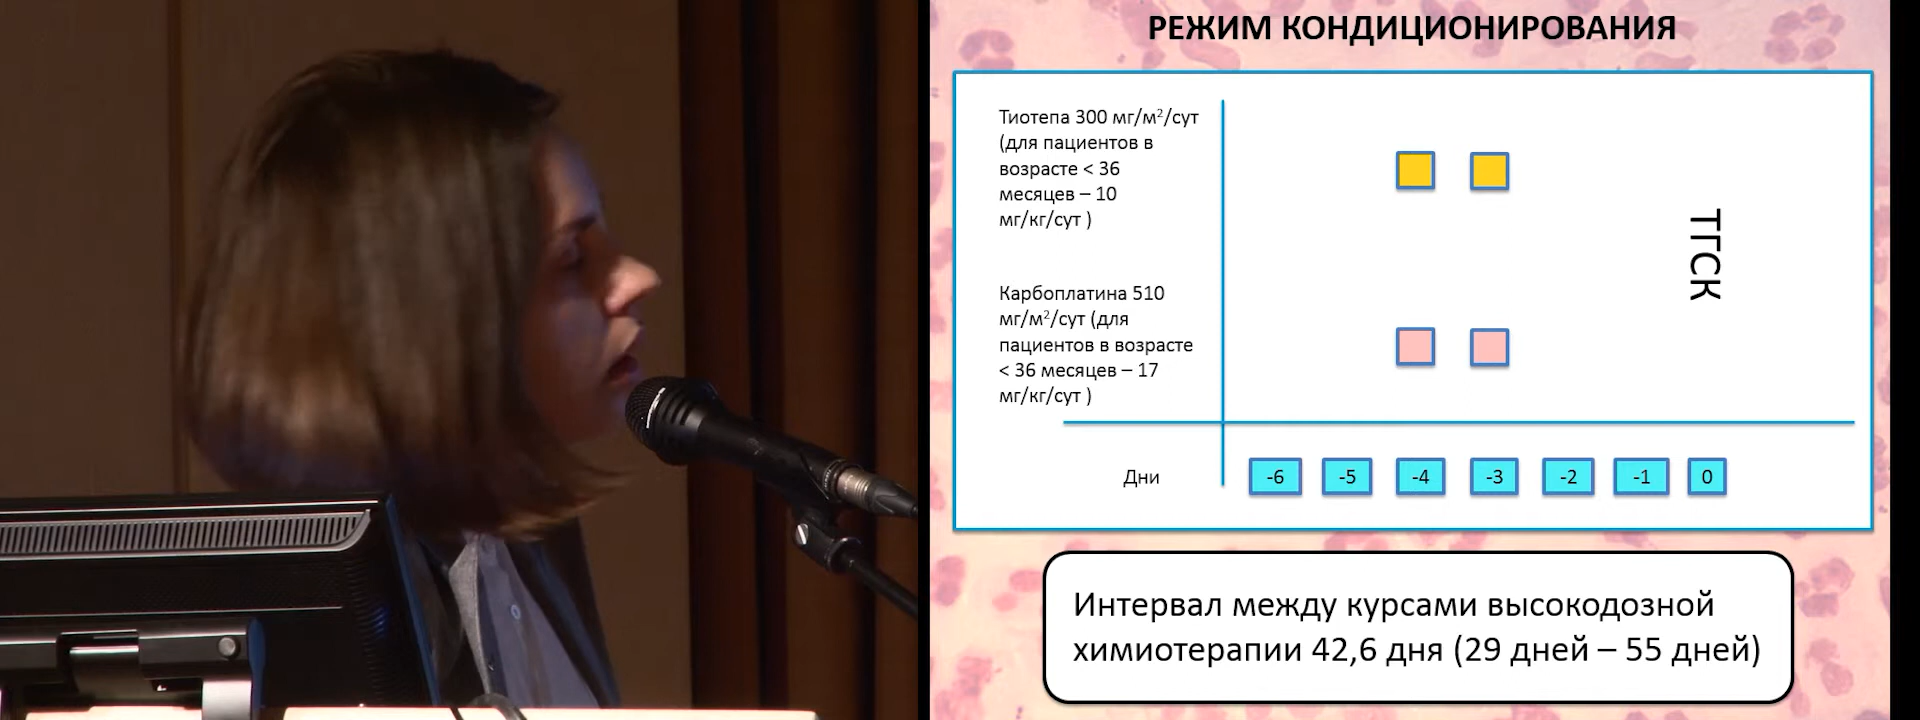 РЕЖИМ КОНДИЦИОНИРОВАНИЯ
Тиотепа 300 мг/м²/сут
(для пациентов в
возрасте < 36
месяцев – 10
мг/кг/сут )
Карбоплатина 510
мг/м²/сут (для
пациентов в возрасте
< 36 месяцев – 17
мг/кг/сут )
ТГСК
Дни -6 -5 -4 -3 -2 -1 0
Интервал между курсами высокодозной
химиотерапии 42,6 дня (29 дней – 55 дней)